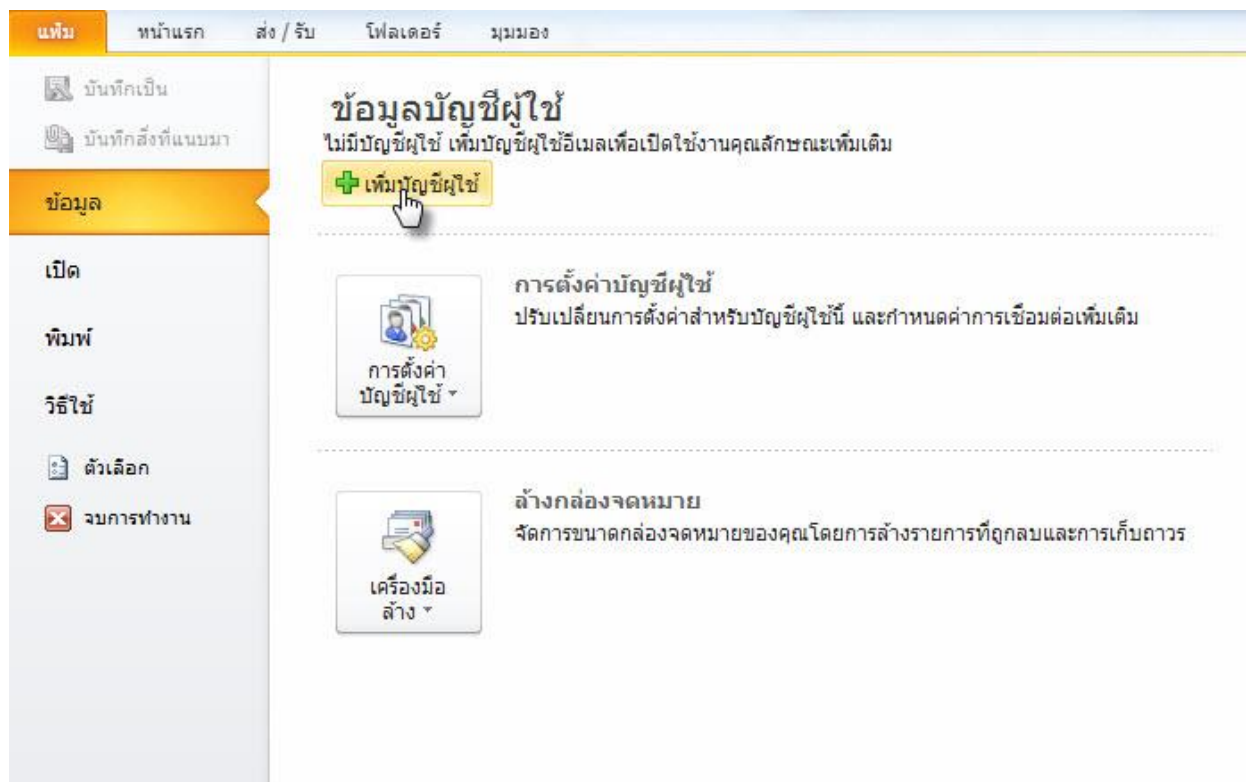 แฟ้ม หน้าแรก ส่ง / รับ โฟลเดอร์ มุมมอง
บันทึกเป็น
บันทึกสิ่งที่แนบมา
ข้อมูล
เปิด
พิมพ์
วิธีใช้
ตัวเลือก
จบการทำงาน
ข้อมูลบัญชีผู้ใช้
ไม่มีบัญชีผู้ใช้ เพิ่มบัญชีผู้ใช้อีเมลเพื่อเปิดใช้งานคุณลักษณะเพิ่มเติม
เพิ่มบัญชีผู้ใช้
การตั้งค่า
บัญชีผู้ใช้
การตั้งค่าบัญชีผู้ใช้
ปรับเปลี่ยนการตั้งค่าสำหรับบัญชีผู้ใช้นี้ และกำหนดค่าการเชื่อมต่อเพิ่มเติม
เครื่องมือ
ล้าง
ล้างกล่องจดหมาย
จัดการขนาดกล่องจดหมายของคุณโดยการล้างรายการที่ถูกลบและการเก็บถาวร